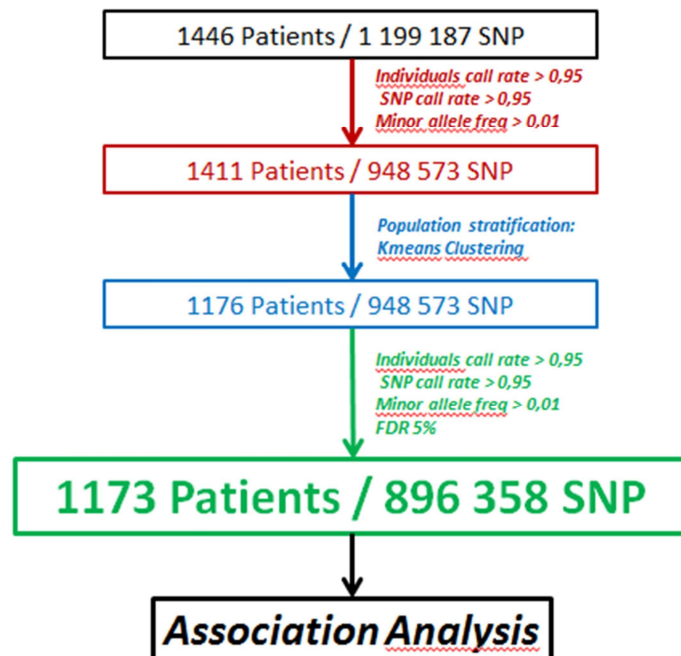 1446 Patients / 1 199 187 SNP
Individuals call rate > 0,95
SNP call rate > 0,95
Minor allele freq > 0,01
1411 Patients / 948 573 SNP
Population stratification:
Kmeans Clustering
1176 Patients / 948 573 SNP
Individuals call rate > 0,95
SNP call rate > 0,95
Minor allele freq > 0,01
FDR 5%
1173 Patients / 896 358 SNP
Association Analysis